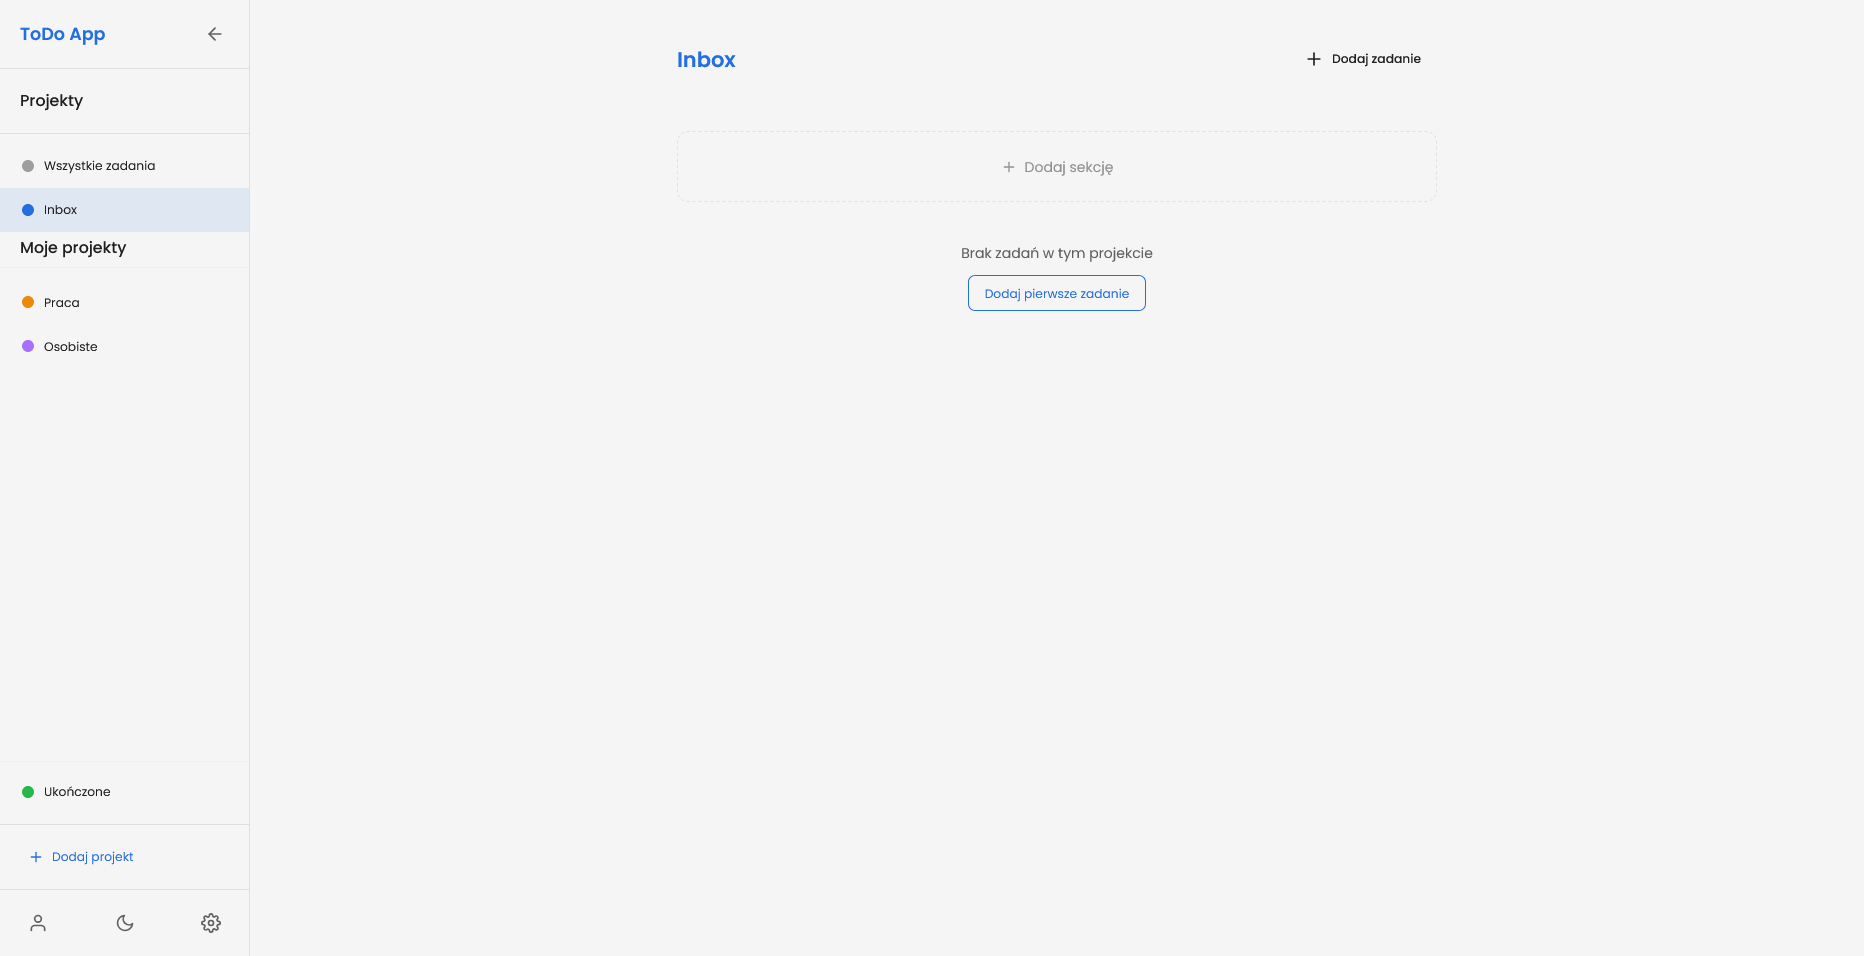 ToDo App
Projekty
Wszystkie zadania
Inbox
Moje projekty
Praca
Osobiste
Ukończone
Dodaj projekt
Inbox
Dodaj zadanie
Dodaj sekcję
Brak zadań w tym projekcie
Dodaj pierwsze zadanie